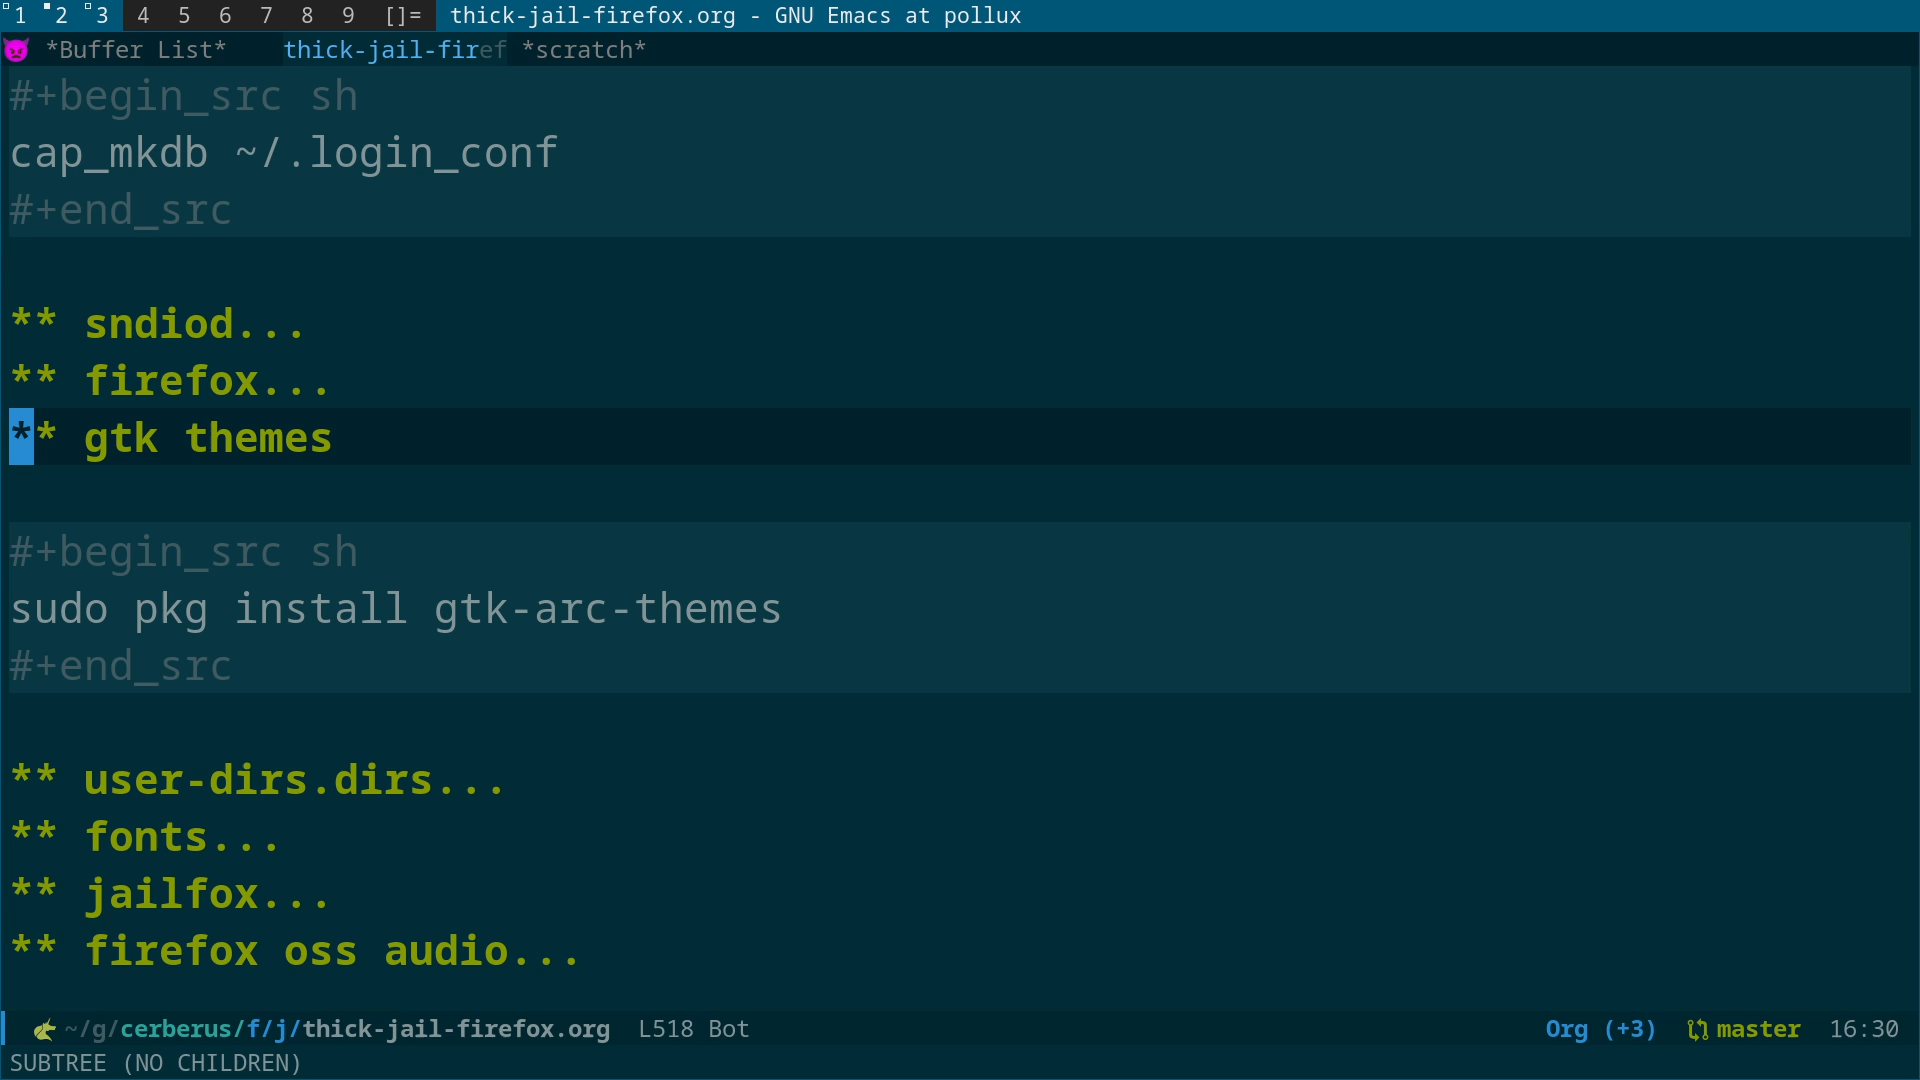 1 2 3 4 5 6 7 8 9 []= thick-jail-firefox.org - GNU Emacs at pollux
*Buffer List* thick-jail-firef *scratch*
#+begin_src sh
cap_mkdb ~/.login_conf
#+end_src
** sndiod...
** firefox...
** gtk themes
#+begin_src sh
sudo pkg install gtk-arc-themes
#+end_src
** user-dirs.dirs...
** fonts...
** jailfox...
** firefox oss audio...
~/g/cerberus/f/j/thick-jail-firefox.org L518 Bot Org (+3) master 16:30
SUBTREE (NO CHILDREN)